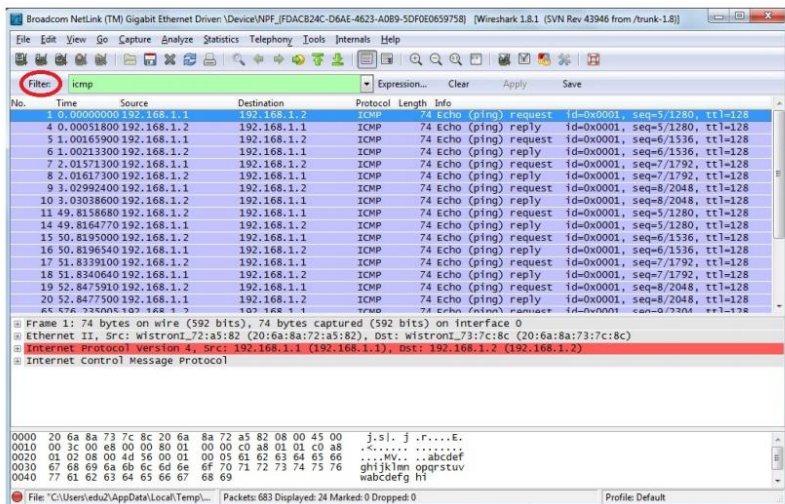 Broadcom NetLink (TM) Gigabit Ethernet Driver: \Device\NPF_{FDACB24C-D6AE-4623-A0B9-5DF0E0659758} [Wireshark 1.8.1 (SVN Rev 43946 from /trunk-1.8)]
File Edit View Go Capture Analyze Statistics Telephony Tools Internals Help
Filter: icmp Expression... Clear Apply Save
No. Time Source Destination Protocol Length Info
1 0.00000000 192.168.1.1 192.168.1.2 ICMP 74 Echo (ping) request id=0x0001, seq=5/1280, ttl=128
4 0.00051800 192.168.1.2 192.168.1.1 ICMP 74 Echo (ping) reply id=0x0001, seq=5/1280, ttl=128
5 1.00165900 192.168.1.1 192.168.1.2 ICMP 74 Echo (ping) request id=0x0001, seq=6/1536, ttl=128
6 1.00213300 192.168.1.2 192.168.1.1 ICMP 74 Echo (ping) reply id=0x0001, seq=6/1536, ttl=128
7 2.01571300 192.168.1.1 192.168.1.2 ICMP 74 Echo (ping) request id=0x0001, seq=7/1792, ttl=128
8 2.01617300 192.168.1.2 192.168.1.1 ICMP 74 Echo (ping) reply id=0x0001, seq=7/1792, ttl=128
9 3.02992400 192.168.1.1 192.168.1.2 ICMP 74 Echo (ping) request id=0x0001, seq=8/2048, ttl=128
10 3.03038600 192.168.1.2 192.168.1.1 ICMP 74 Echo (ping) reply id=0x0001, seq=8/2048, ttl=128
11 49.8158680 192.168.1.2 192.168.1.1 ICMP 74 Echo (ping) request id=0x0001, seq=5/1280, ttl=128
14 49.8164770 192.168.1.1 192.168.1.2 ICMP 74 Echo (ping) reply id=0x0001, seq=5/1280, ttl=128
15 50.8195000 192.168.1.2 192.168.1.1 ICMP 74 Echo (ping) request id=0x0001, seq=6/1536, ttl=128
16 50.8196540 192.168.1.1 192.168.1.2 ICMP 74 Echo (ping) reply id=0x0001, seq=6/1536, ttl=128
17 51.8339100 192.168.1.2 192.168.1.1 ICMP 74 Echo (ping) request id=0x0001, seq=7/1792, ttl=128
18 51.8340640 192.168.1.1 192.168.1.2 ICMP 74 Echo (ping) reply id=0x0001, seq=7/1792, ttl=128
19 52.8475910 192.168.1.2 192.168.1.1 ICMP 74 Echo (ping) request id=0x0001, seq=8/2048, ttl=128
20 52.8477500 192.168.1.1 192.168.1.2 ICMP 74 Echo (ping) reply id=0x0001, seq=8/2048, ttl=128
65 576.235005 192.168.1.2 192.168.1.1 ICMP 74 Echo (ping) request id=0x0001, seq=9/2304, ttl=128
Frame 1: 74 bytes on wire (592 bits), 74 bytes captured (592 bits) on interface 0
Ethernet II, Src: WistronI_72:a5:82 (20:6a:8a:72:a5:82), Dst: WistronI_73:7c:8c (20:6a:8a:73:7c:8c)
Internet Protocol Version 4, Src: 192.168.1.1 (192.168.1.1), Dst: 192.168.1.2 (192.168.1.2)
Internet Control Message Protocol
0000 20 6a 8a 73 7c 8c 20 6a 8a 72 a5 82 08 00 45 00 j.s|. j .r....E.
0010 00 3c 00 e8 00 00 80 01 00 00 c0 a8 01 01 c0 a8 .<...... ........
0020 01 02 08 00 4d 56 00 01 00 05 61 62 63 64 65 66 ....MV.. ..abcdef
0030 67 68 69 6a 6b 6c 6d 6e 6f 70 71 72 73 74 75 76 ghijklmn opqrstuv
0040 77 61 62 63 64 65 66 67 68 69 wabcdefg hi
File: "C:\Users\edu2\AppData\Local\Temp\... Packets: 683 Displayed: 24 Marked: 0 Dropped: 0 Profile: Default